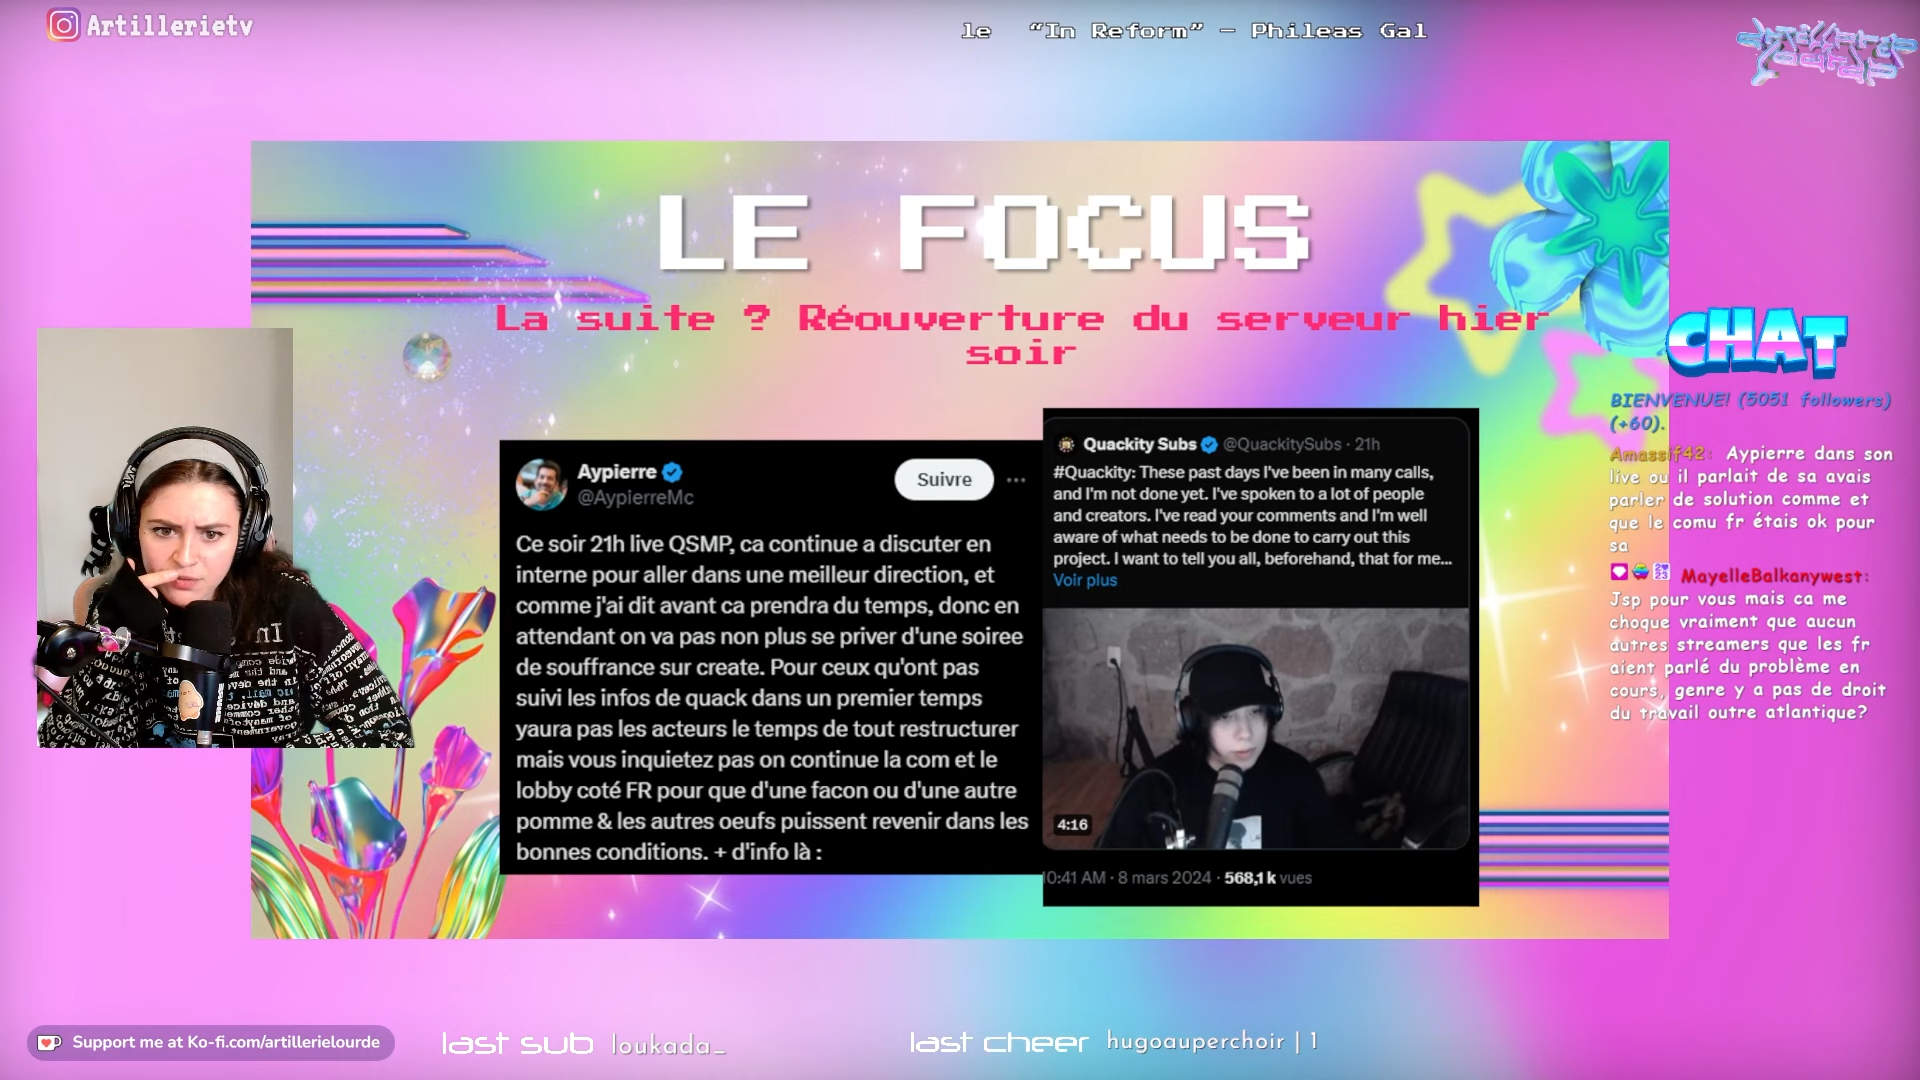 Artillerietv
le “In Reform” – Phileas Gal
LE FOCUS
La suite ? Réouverture du serveur hier
soir
Aypierre
@AypierreMc
Suivre
Ce soir 21h live QSMP, ca continue a discuter en
interne pour aller dans une meilleur direction, et
comme j'ai dit avant ca prendra du temps, donc en
attendant on va pas non plus se priver d'une soiree
de souffrance sur create. Pour ceux qu'ont pas
suivi les infos de quack dans un premier temps
yaura pas les acteurs le temps de tout restructurer
mais vous inquietez pas on continue la com et le
lobby coté FR pour que d'une facon ou d'une autre
pomme & les autres oeufs puissent revenir dans les
bonnes conditions. + d'info là :
Quackity Subs @QuackitySubs · 21h
#Quackity: These past days I've been in many calls,
and I'm not done yet. I've spoken to a lot of people
and creators. I've read your comments and I'm well
aware of what needs to be done to carry out this
project. I want to tell you all, beforehand, that for me...
Voir plus
4:16
0:41 AM · 8 mars 2024 · 568,1 k vues
CHAT
BIENVENUE! (5051 followers)
(+60).
Amassif42: Aypierre dans son
live ou il parlait de sa avais
parler de solution comme et
que le comu fr étais ok pour
sa
MayelleBalkanywest:
Jsp pour vous mais ca me
choque vraiment que aucun
autres streamers que les fr
aient parlé du problème en
cours, genre y a pas de droit
du travail outre atlantique?
Support me at Ko-fi.com/artillerielourde
last sub loukada_
last cheer hugoauperchoir | 1